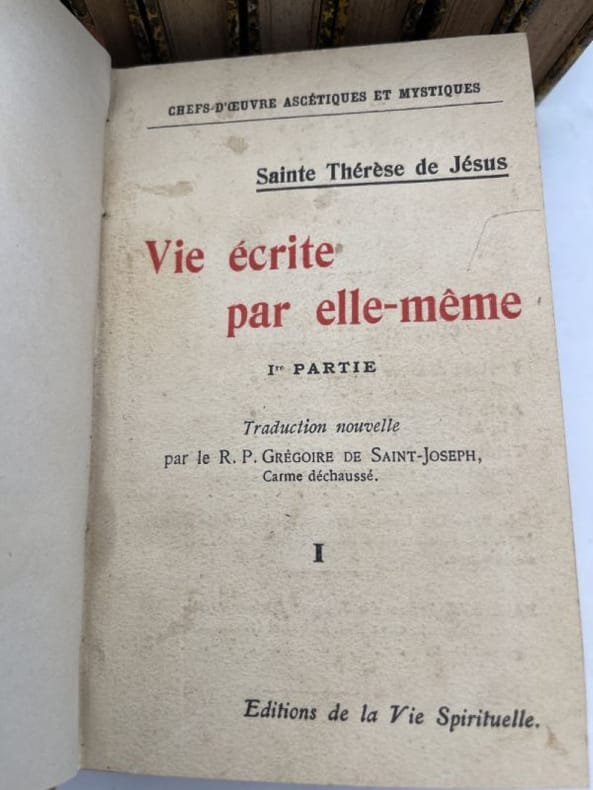 CHEFS-D'ŒUVRE ASCÉTIQUES ET MYSTIQUES
Sainte Thérèse de Jésus
Vie écrite
par elle-même
Iʳᵉ PARTIE
Traduction nouvelle
par le R. P. GRÉGOIRE DE SAINT-JOSEPH,
Carme déchaussé.
I
Editions de la Vie Spirituelle.